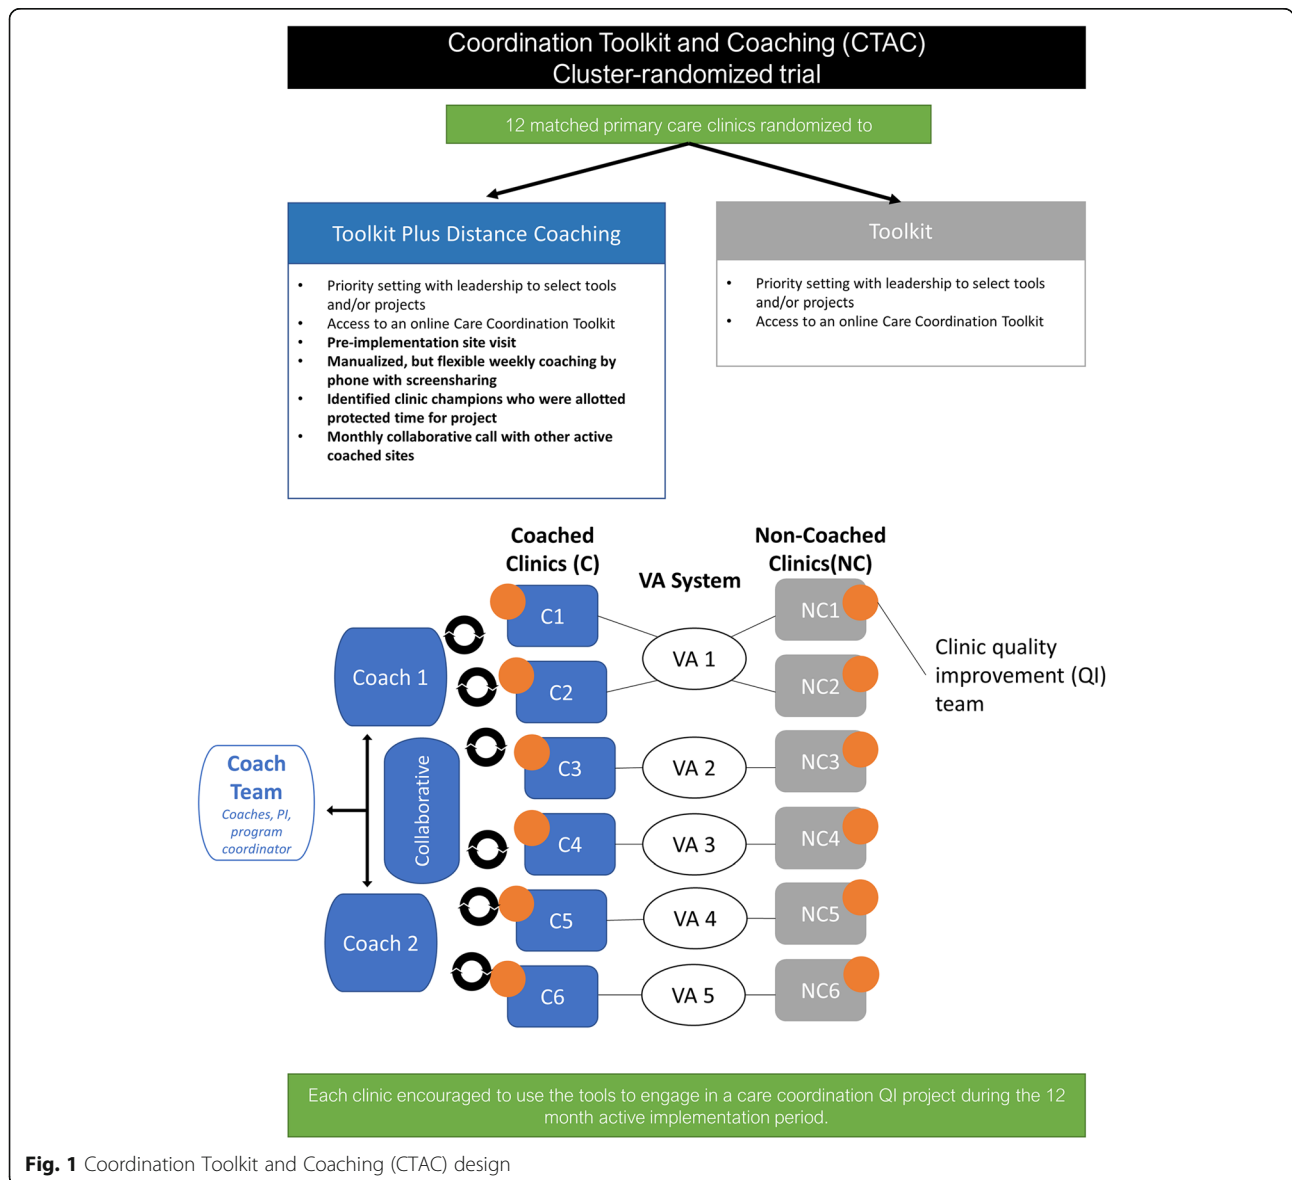 Coordination Toolkit and Coaching (CTAC)
Cluster-randomized trial
12 matched primary care clinics randomized to
Toolkit Plus Distance Coaching
• Priority setting with leadership to select tools
and/or projects
• Access to an online Care Coordination Toolkit
• Pre-implementation site visit
• Manualized, but flexible weekly coaching by
phone with screensharing
• Identified clinic champions who were allotted
protected time for project
• Monthly collaborative call with other active
coached sites
Toolkit
• Priority setting with leadership to select tools
and/or projects
• Access to an online Care Coordination Toolkit
Coached
Clinics (C)
VA System
Non-Coached
Clinics(NC)
Coach 1
Coach
Team
Coaches, PI,
program
coordinator
Collaborative
Coach 2
C1
C2
C3
C4
C5
C6
VA 1
VA 2
VA 3
VA 4
VA 5
NC1
NC2
NC3
NC4
NC5
NC6
Clinic quality
improvement (QI)
team
Each clinic encouraged to use the tools to engage in a care coordination QI project during the 12
month active implementation period.
Fig. 1 Coordination Toolkit and Coaching (CTAC) design